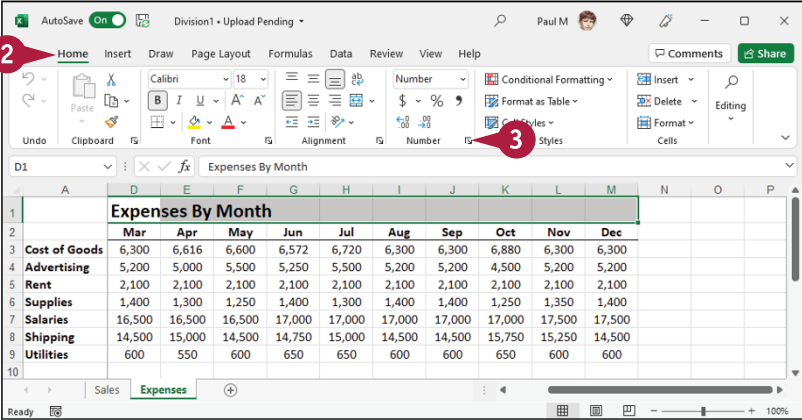 AutoSave On Division1 • Upload Pending Paul M
2
Home Insert Draw Page Layout Formulas Data Review View Help Comments Share
Calibri 18 Number Conditional Formatting Insert
Paste B I U A A $ % 9 Format as Table Delete Editing
A Styles Format
3
Undo Clipboard Font Alignment Number Styles Cells
D1 fx Expenses By Month
A D E F G H I J K L M N O P
1 Expenses By Month
2 Mar Apr May Jun Jul Aug Sep Oct Nov Dec
3 Cost of Goods 6,300 6,616 6,600 6,572 6,720 6,300 6,300 6,880 6,300 6,300
4 Advertising 5,200 5,000 5,500 5,250 5,500 5,200 5,200 4,500 5,200 5,200
5 Rent 2,100 2,100 2,100 2,100 2,100 2,100 2,100 2,100 2,100 2,100
6 Supplies 1,400 1,300 1,250 1,400 1,300 1,400 1,400 1,250 1,350 1,400
7 Salaries 16,500 16,500 16,500 17,000 17,000 17,000 17,000 17,000 17,500 17,500
8 Shipping 14,500 15,000 14,500 14,750 15,000 14,500 14,500 15,750 15,250 14,500
9 Utilities 600 550 600 650 650 600 600 650 600 600
10
Sales Expenses
Ready 100%